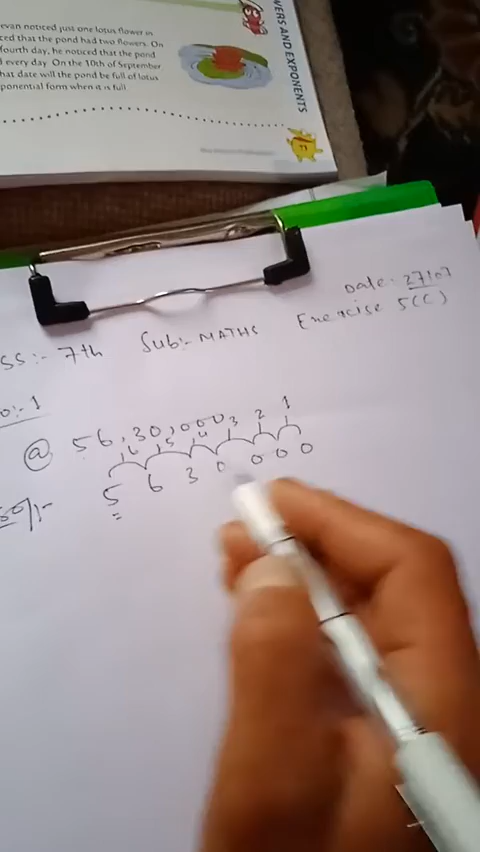 evan noticed just one lotus flower in
ced that the pond had two flowers. On
fourth day, he noticed that the pond
l every day. On the 10th of September
hat date will the pond be full of lotus
ponential form when it is full
WERS AND EXPONENTS
Date:- 27/07
SS:- 7th Sub:- MATHS Exercise 5(C)
o:- 1
@ 56,30,000
6 5 4 3 2 1
5 6 3 0 0 0 0
Sol:-